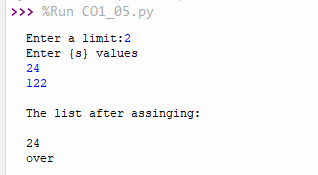 >>> %Run CO1_05.py
Enter a limit:2
Enter {s} values
24
122
The list after assinging:
24
over